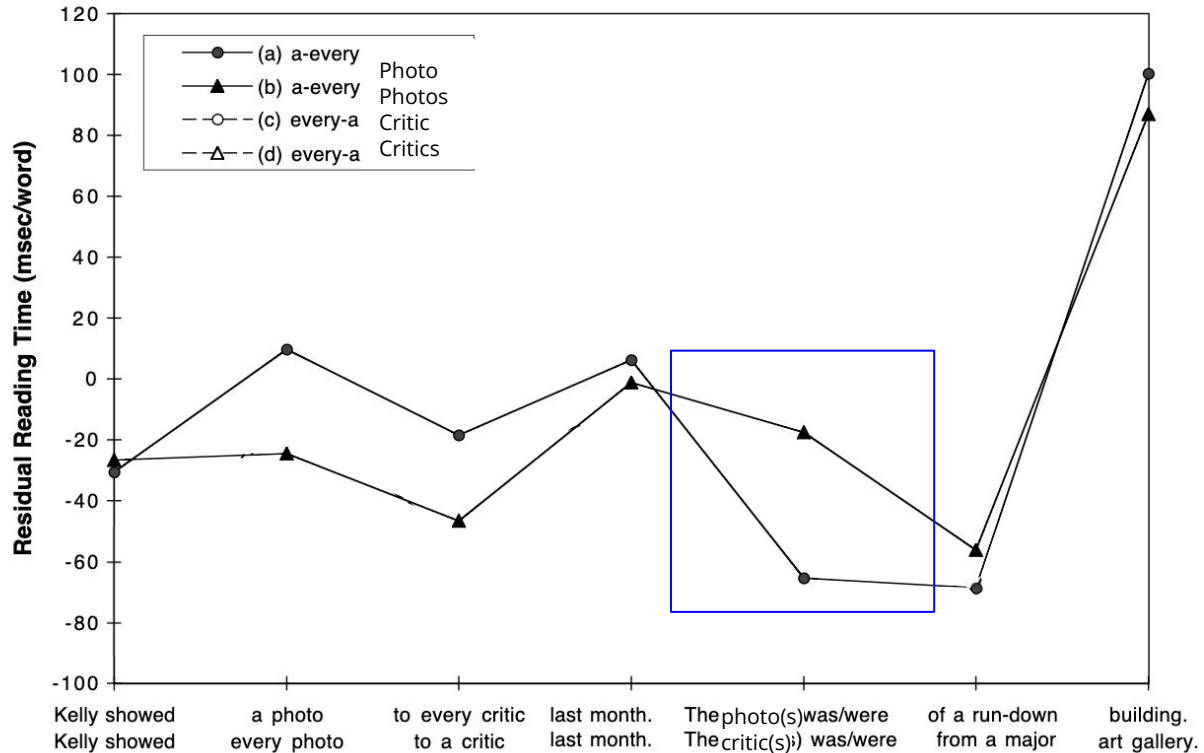 120
100
80
60
40
20
0
-20
-40
-60
-80
-100
Residual Reading Time (msec/word)
(a) a-every Photo
(b) a-every Photos
(c) every-a Critic
(d) every-a Critics
Kelly showed a photo to every critic last month. The photo(s) was/were of a run-down building.
Kelly showed every photo to a critic last month. The critic(s) was/were from a major art gallery.